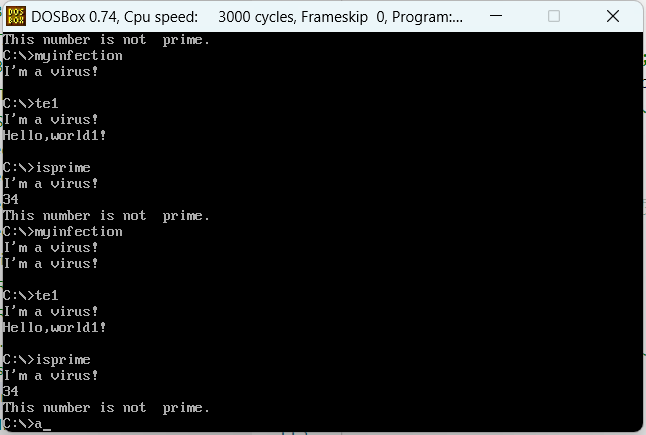 DOS BOX
DOSBox 0.74, Cpu speed: 3000 cycles, Frameskip 0, Program:...
This number is not  prime.
C:\>myinfection
I'm a virus!
C:\>te1
I'm a virus!
Hello,world1!
C:\>isprime
I'm a virus!
34
This number is not  prime.
C:\>myinfection
I'm a virus!
I'm a virus!
C:\>te1
I'm a virus!
Hello,world1!
C:\>isprime
I'm a virus!
34
This number is not  prime.
C:\>a_